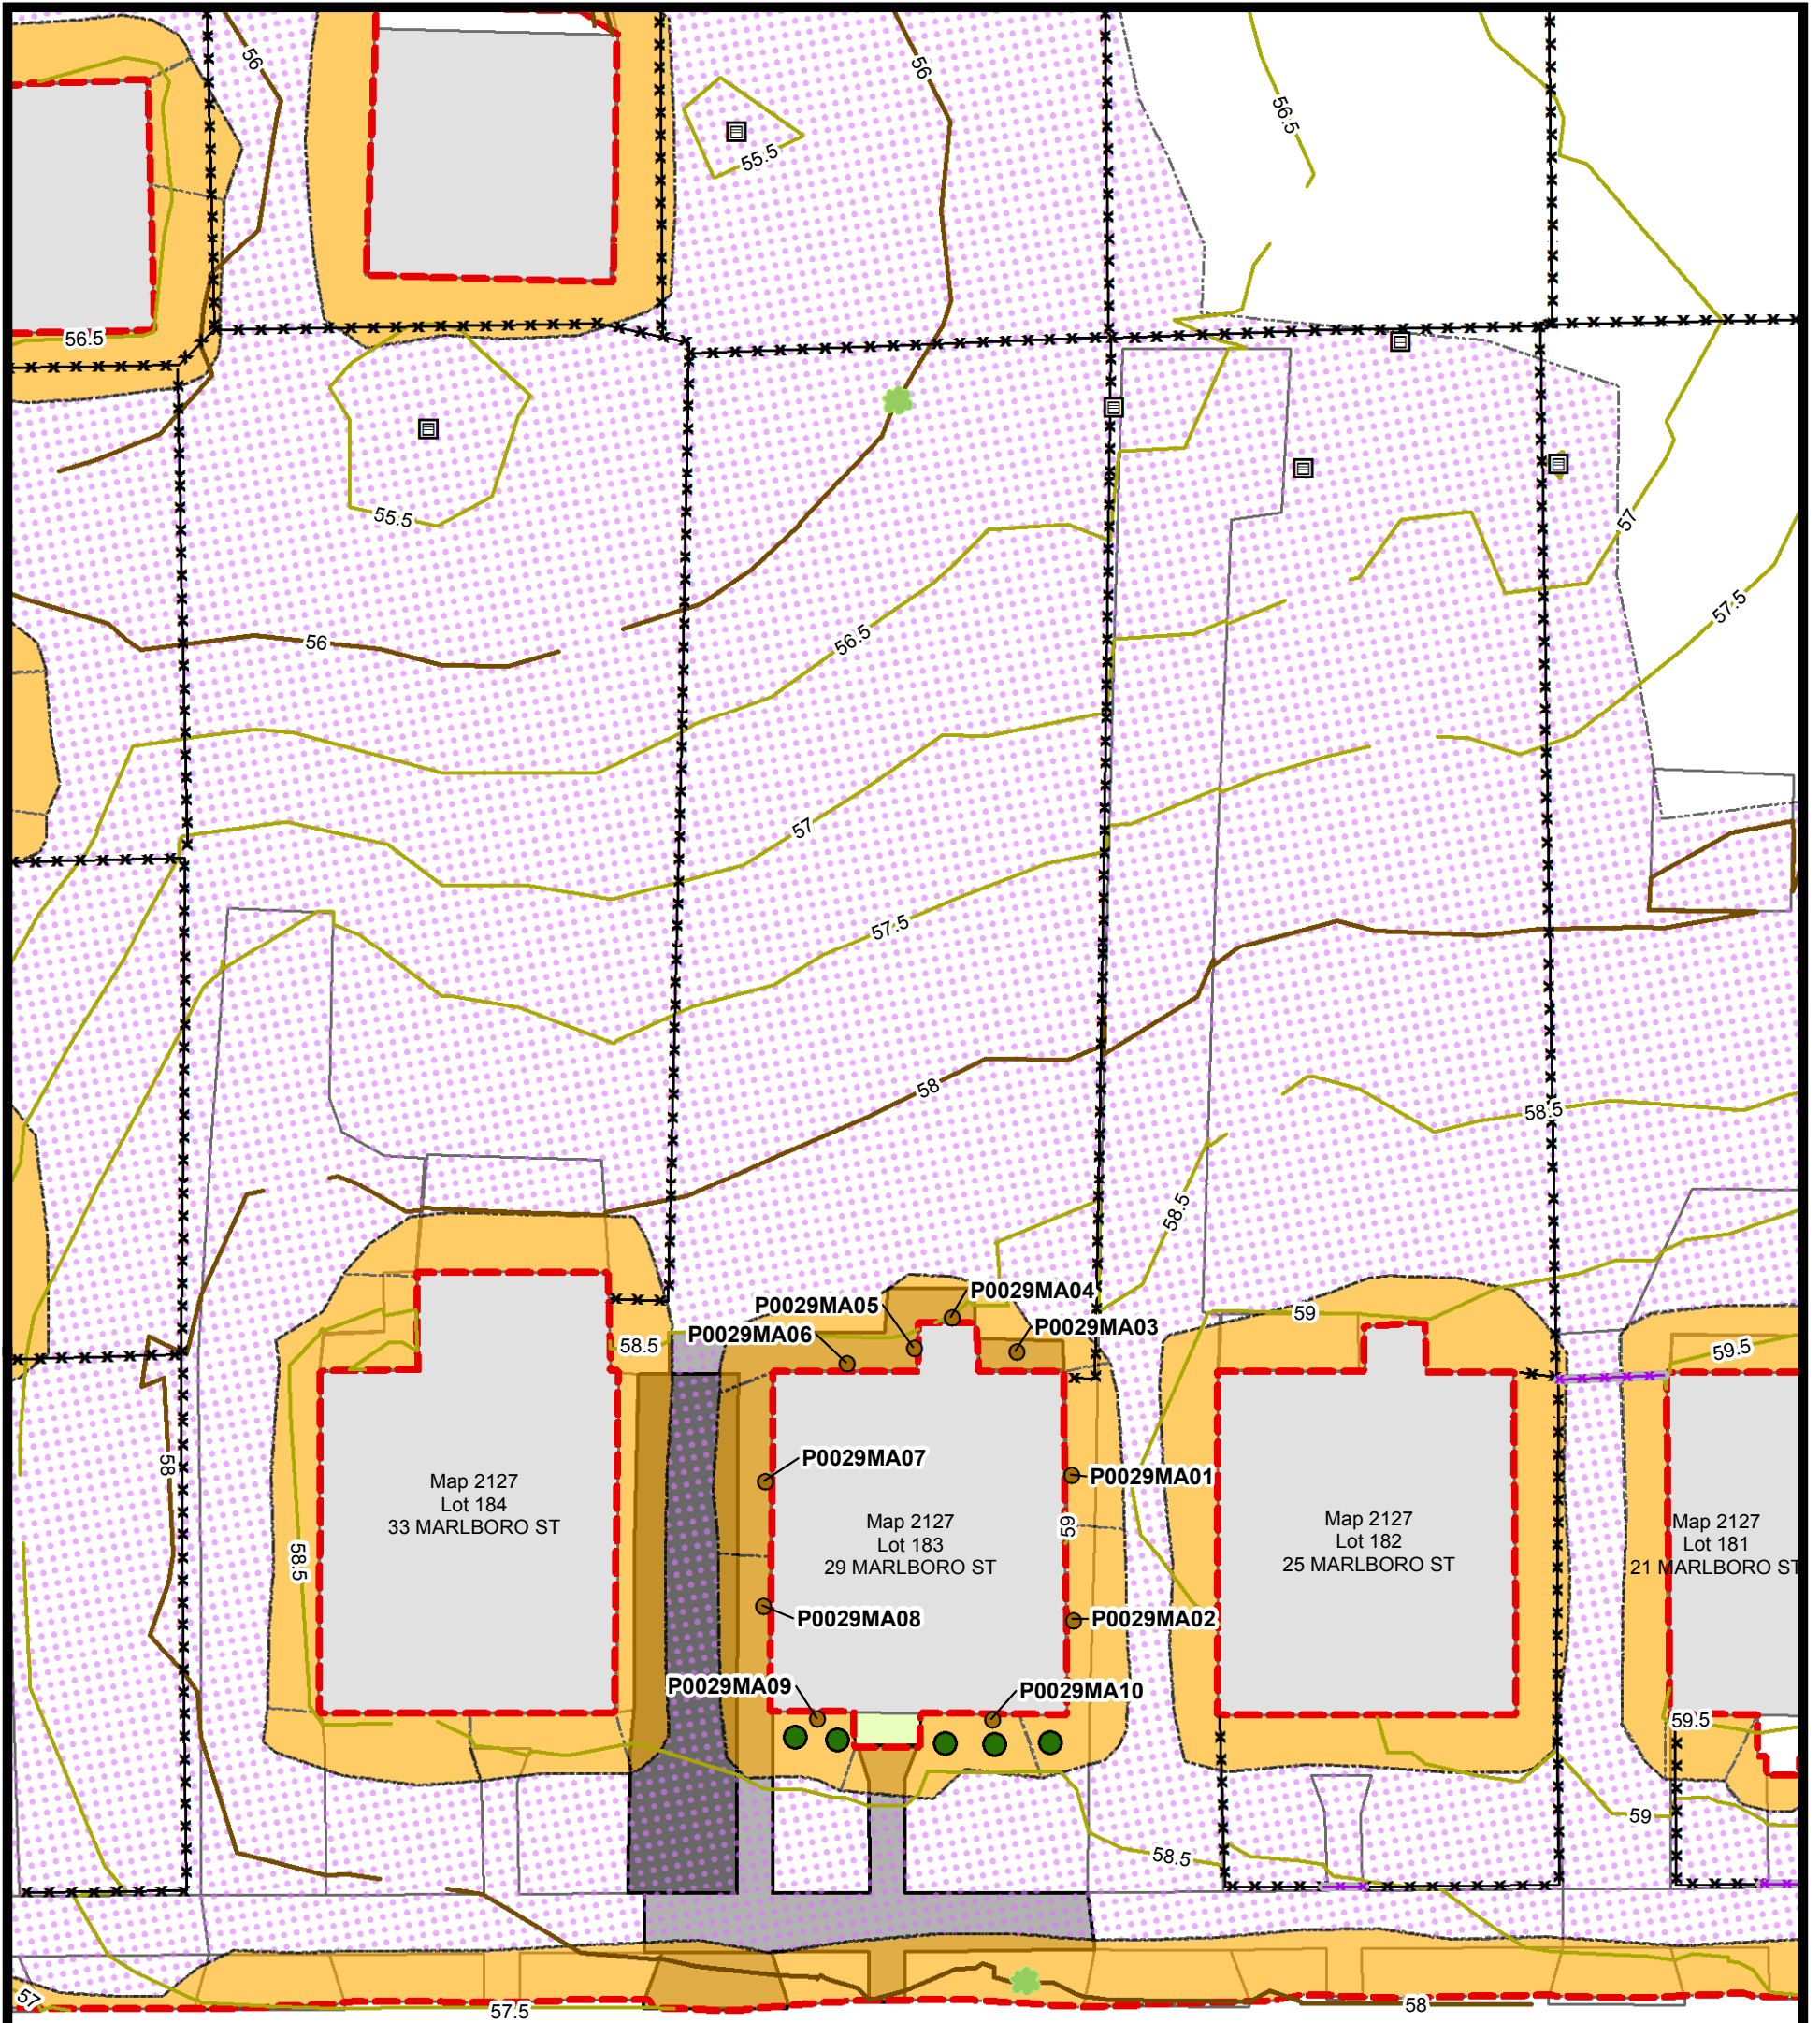 56
56
56.5
55.5
56.5
55.5
57
56
56.5
57.5
57
57.5
58
58.5
58.5
P0029MA04
P0029MA05
59
P0029MA03
P0029MA06
58.5
59.5
P0029MA07
58
P0029MA01
Map 2127
Lot 184
33 MARLBORO ST
Map 2127
Lot 183
29 MARLBORO ST
59
Map 2127
Lot 182
25 MARLBORO ST
Map 2127
Lot 181
21 MARLBORO ST
58.5
P0029MA08
P0029MA02
P0029MA09
P0029MA10
59.5
59
58.5
57
57.5
58